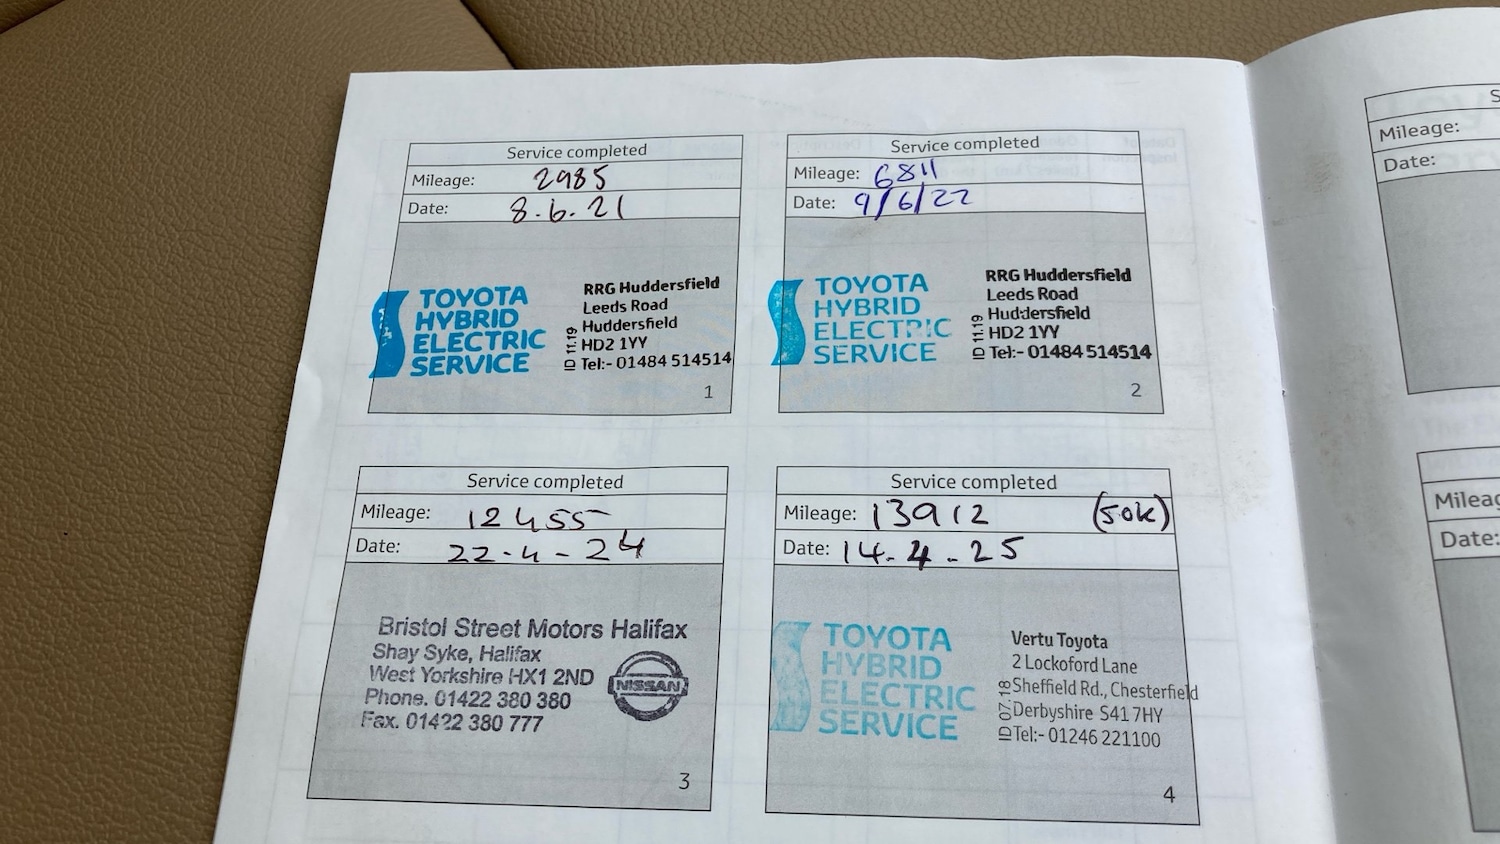 Service completed
Mileage: 2985
Date: 8.6.21
TOYOTA
HYBRID
ELECTRIC
SERVICE
ID 11.19
RRG Huddersfield
Leeds Road
Huddersfield
HD2 1YY
Tel:- 01484 514514
1
Service completed
Mileage: 6811
Date: 9/6/22
TOYOTA
HYBRID
ELECTRIC
SERVICE
ID 11.19
RRG Huddersfield
Leeds Road
Huddersfield
HD2 1YY
Tel:- 01484 514514
2
Service completed
Mileage: 12455
Date: 22-4-24
Bristol Street Motors Halifax
Shay Syke, Halifax
West Yorkshire HX1 2ND
Phone. 01422 380 380
Fax. 01422 380 777
NISSAN
3
Service completed
Mileage: 13912 (50K)
Date: 14.4.25
TOYOTA
HYBRID
ELECTRIC
SERVICE
ID 07.18
Vertu Toyota
2 Lockoford Lane
Sheffield Rd., Chesterfield
Derbyshire S41 7HY
Tel:- 01246 221100
4
Mileage:
Date:
Date: